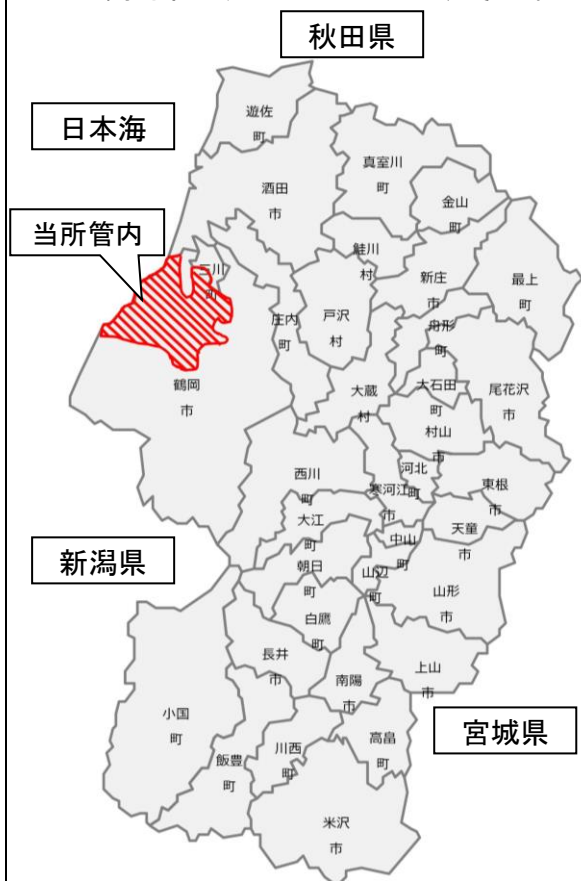 秋田県
遊佐
町
日本海
真室川
町
酒田
市
金山
町
当所管内
鮭川
村
三川
町
新庄
市
最上
町
戸沢
村
庄内
町
舟形
町
鶴岡
市
大蔵
村
大石田
町
尾花沢
市
村山
市
西川
町
河北
町
寒河江
市
東根
市
大江
町
天童
市
中山
町
新潟県
朝日
町
山辺
町
山形
市
白鷹
町
長井
市
南陽
市
上山
市
小国
町
宮城県
飯豊
町
川西
町
高畠
町
米沢
市